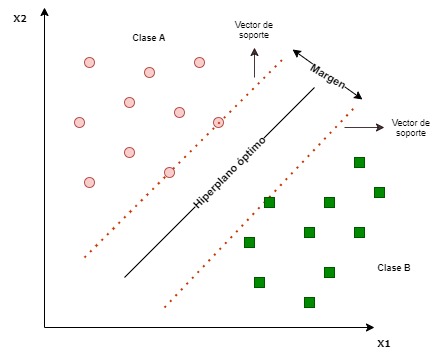 X2
Clase A
Vector de
soporte
Margen
Vector de
soporte
Hiperplano óptimo
Clase B
X1